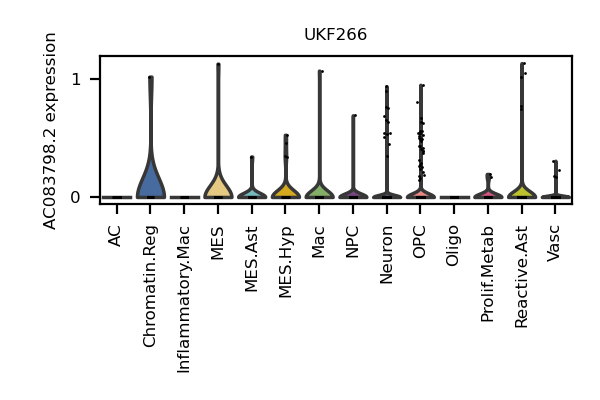 UKF266
AC083798.2 expression
1
0
AC
Chromatin.Reg
Inflammatory.Mac
MES
MES.Ast
MES.Hyp
Mac
NPC
Neuron
OPC
Oligo
Prolif.Metab
Reactive.Ast
Vasc